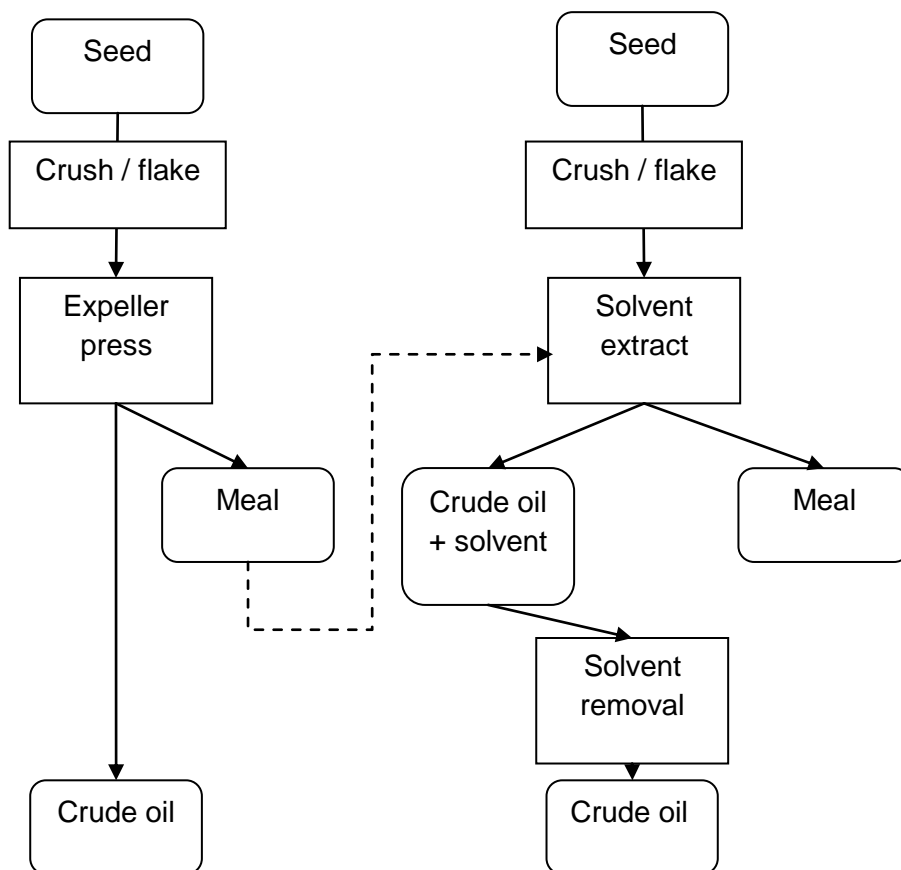 Seed
Seed
Crush / flake
Crush / flake
Expeller
press
Solvent
extract
Meal
Crude oil
+ solvent
Meal
Solvent
removal
Crude oil
Crude oil